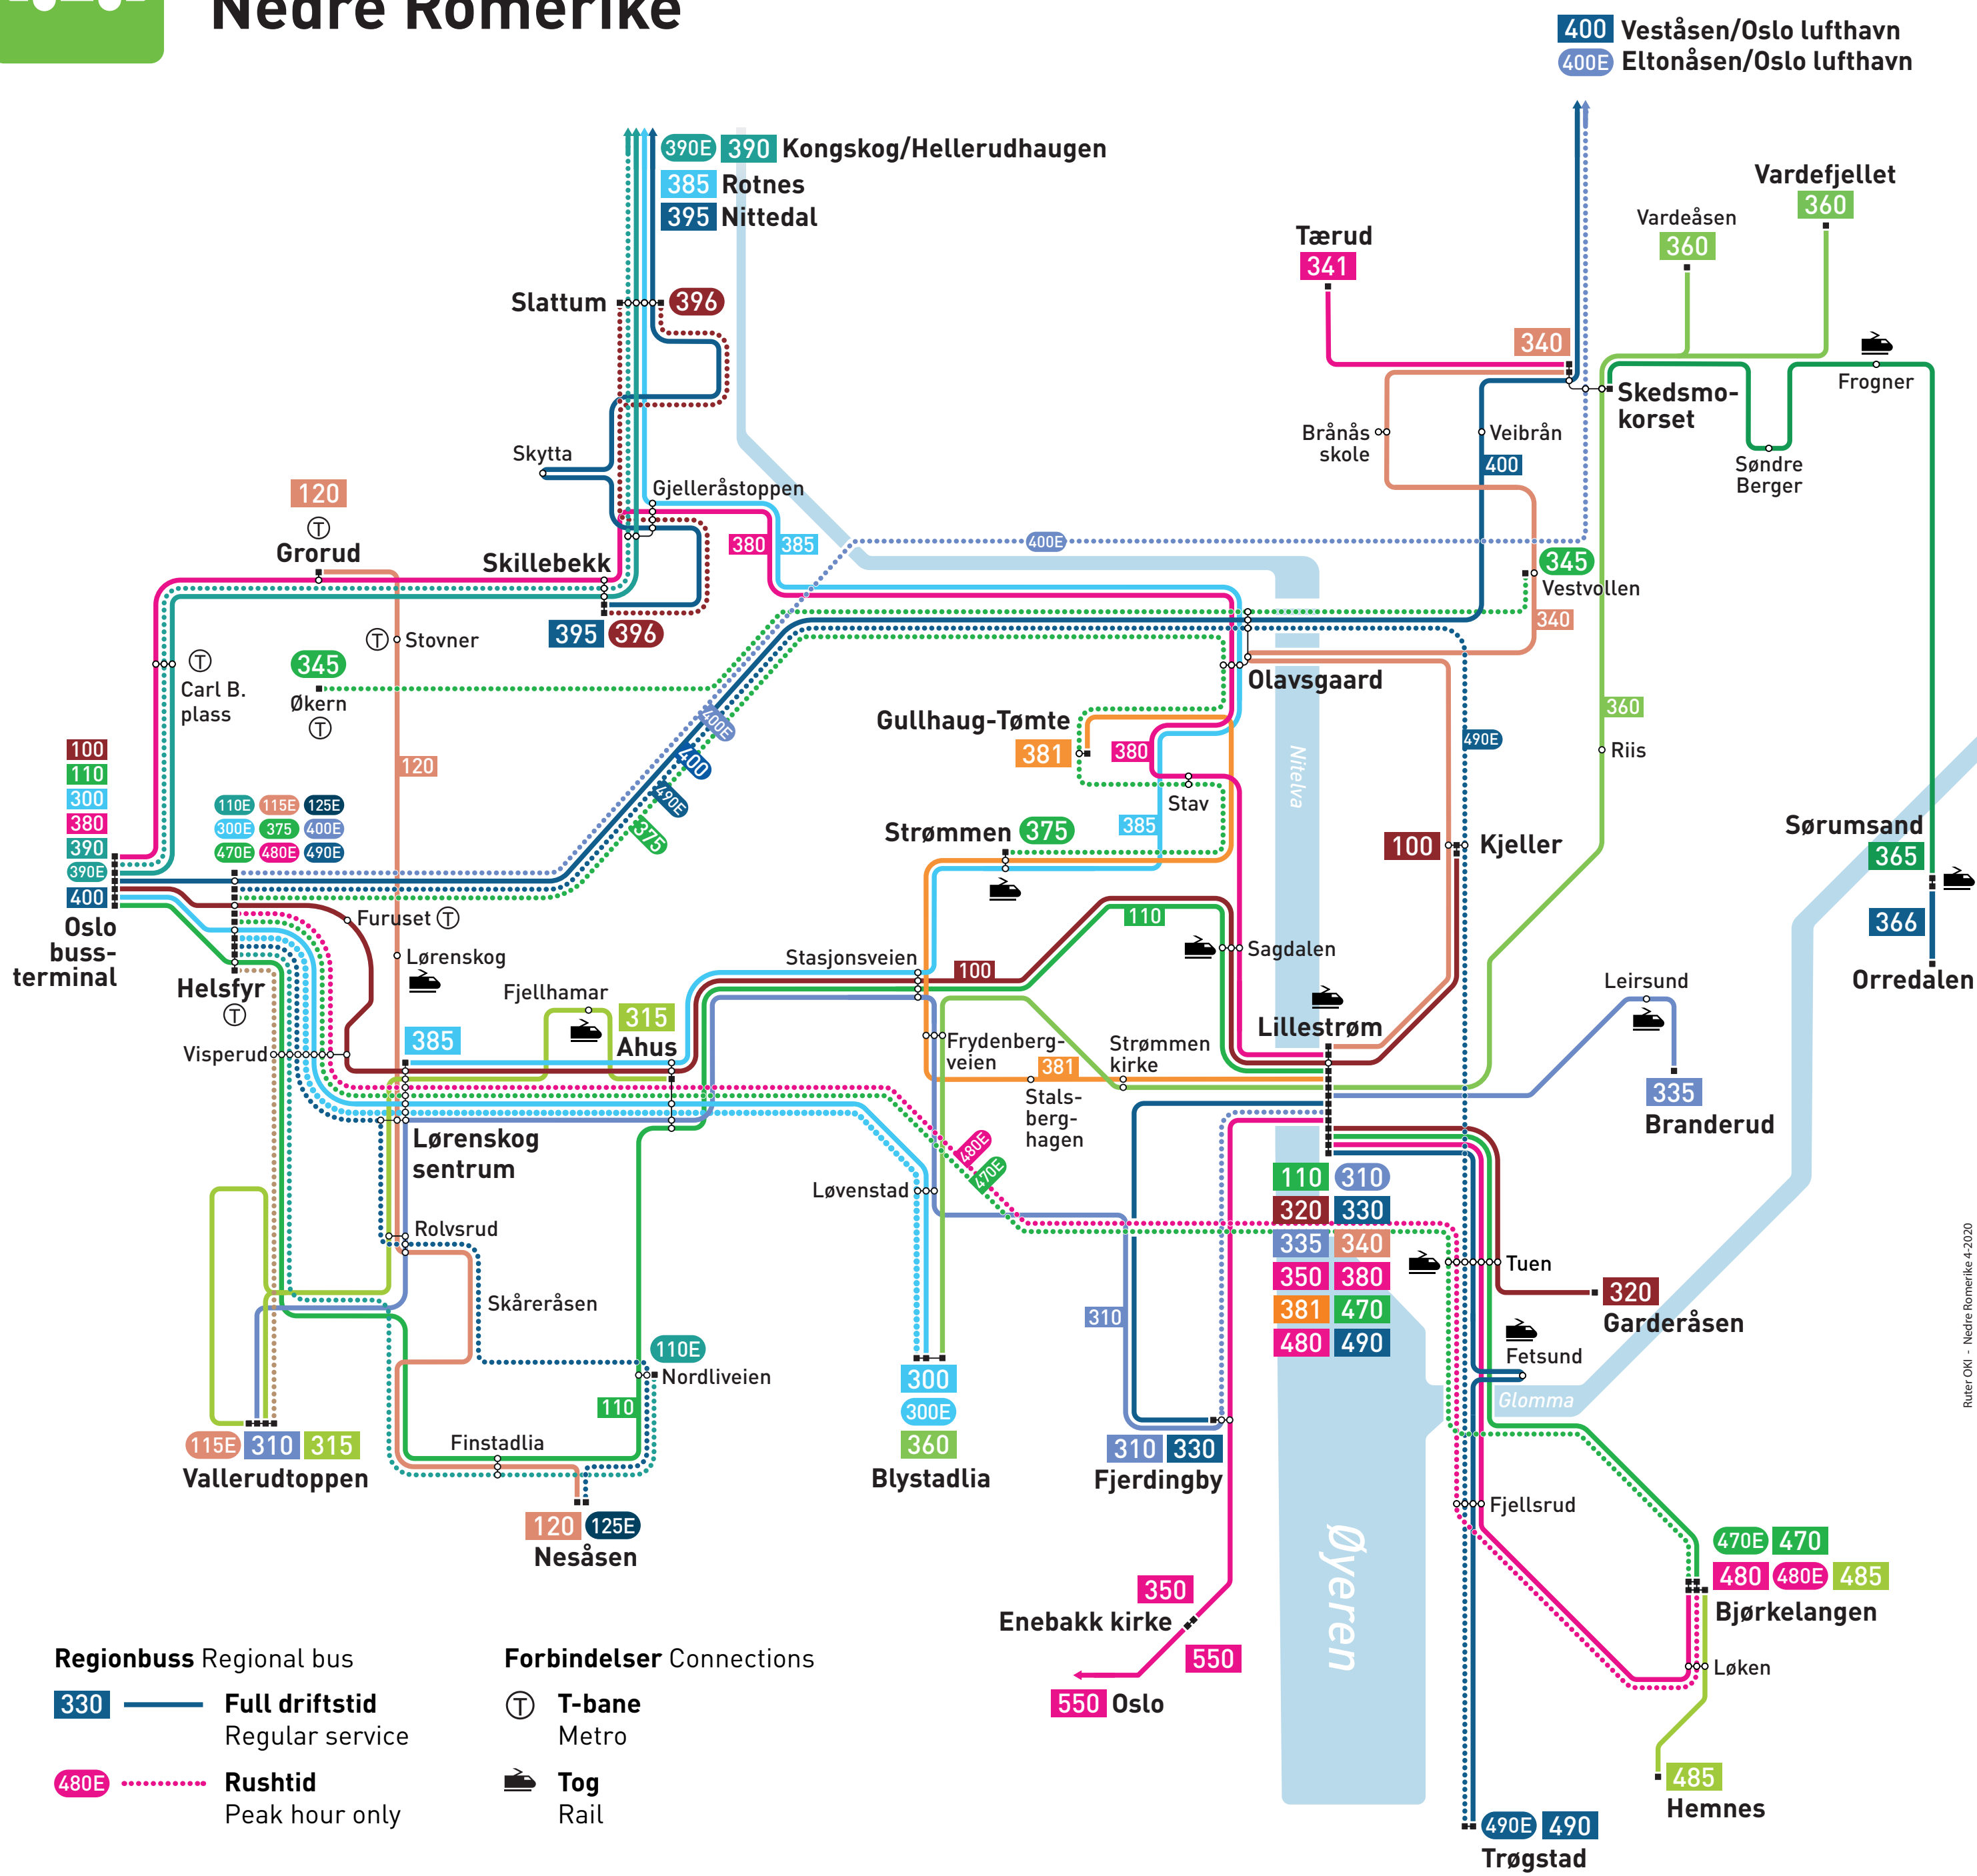 Nedre Romerike
400 Veståsen/Oslo lufthavn
400E Eltonåsen/Oslo lufthavn
390E 390 Kongskog/Hellerudhaugen
385 Rotnes
395 Nittedal
Vardefjellet
360
Vardeåsen
360
Tærud
341
Slattum
396
340
Frogner
Skedsmo-
korset
Brånås
skole
Veibrån
400
Søndre
Berger
Skytta
Gjelleråstoppen
120
T
Grorud
Skillebekk
380
385
400E
345
Vestvollen
340
395 396
T Stovner
T
Carl B.
plass
345
Økern
T
Olavsgaard
360
400E
400
490E
375
Gullhaug-Tømte
381
380
490E
Riis
Nitelva
Stav
385
120
100
110
300
380
390
390E
400
Oslo
buss-
terminal
110E 115E 125E
300E 375 400E
470E 480E 490E
Strømmen 375
100
Kjeller
Sørumsand
365
366
Orredalen
Furuset T
110
Lørenskog
Stasjonsveien
100
Sagdalen
Helsfyr
T
Fjellhamar
315
Ahus
Leirsund
Lillestrøm
Visperud
385
Frydenberg-
veien
Strømmen
kirke
381
Stals-
berg-
hagen
335
Branderud
Lørenskog
sentrum
480E
470E
Løvenstad
110 310
320 330
335 340
350 380
381 470
480 490
Rolvsrud
Tuen
Skåreråsen
320
Garderåsen
310
Fetsund
110E
Nordliveien
300
300E
360
Blystadlia
Glomma
110
Finstadlia
115E 310 315
Vallerudtoppen
310 330
Fjerdingby
Fjellsrud
120 125E
Nesåsen
Øyeren
470E 470
480 480E 485
Bjørkelangen
350
Enebakk kirke
550
550 Oslo
Løken
485
Hemnes
490E 490
Trøgstad
Regionbuss Regional bus
330 Full driftstid
Regular service
480E Rushtid
Peak hour only
Forbindelser Connections
T T-bane
Metro
Tog
Rail
Ruter OKI - Nedre Romerike 4-2020